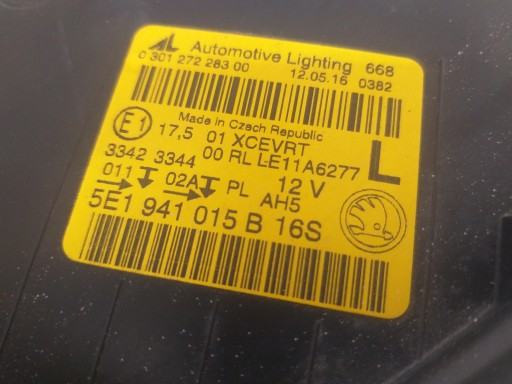 AL Automotive Lighting 668
0 301 272 283 00 12.05.16 0382
Made in Czech Republic
E1 17,5 01 XCEVRT
00 RL LE11A6277 L
3342 3344 12 V
011 02A PL AH5
5E1 941 015 B 16S